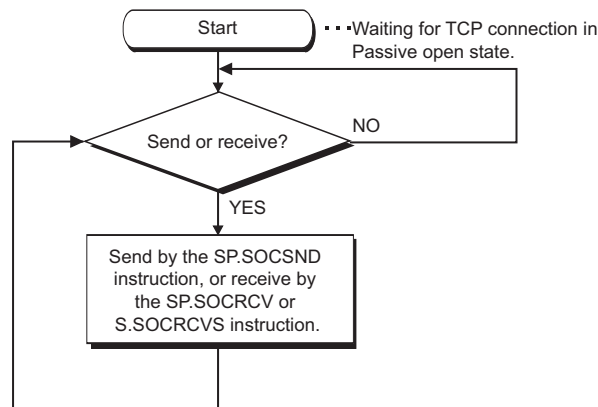 Start
···Waiting for TCP connection in
Passive open state.
Send or receive?
NO
YES
Send by the SP.SOCSND
instruction, or receive by
the SP.SOCRCV or
S.SOCRCVS instruction.